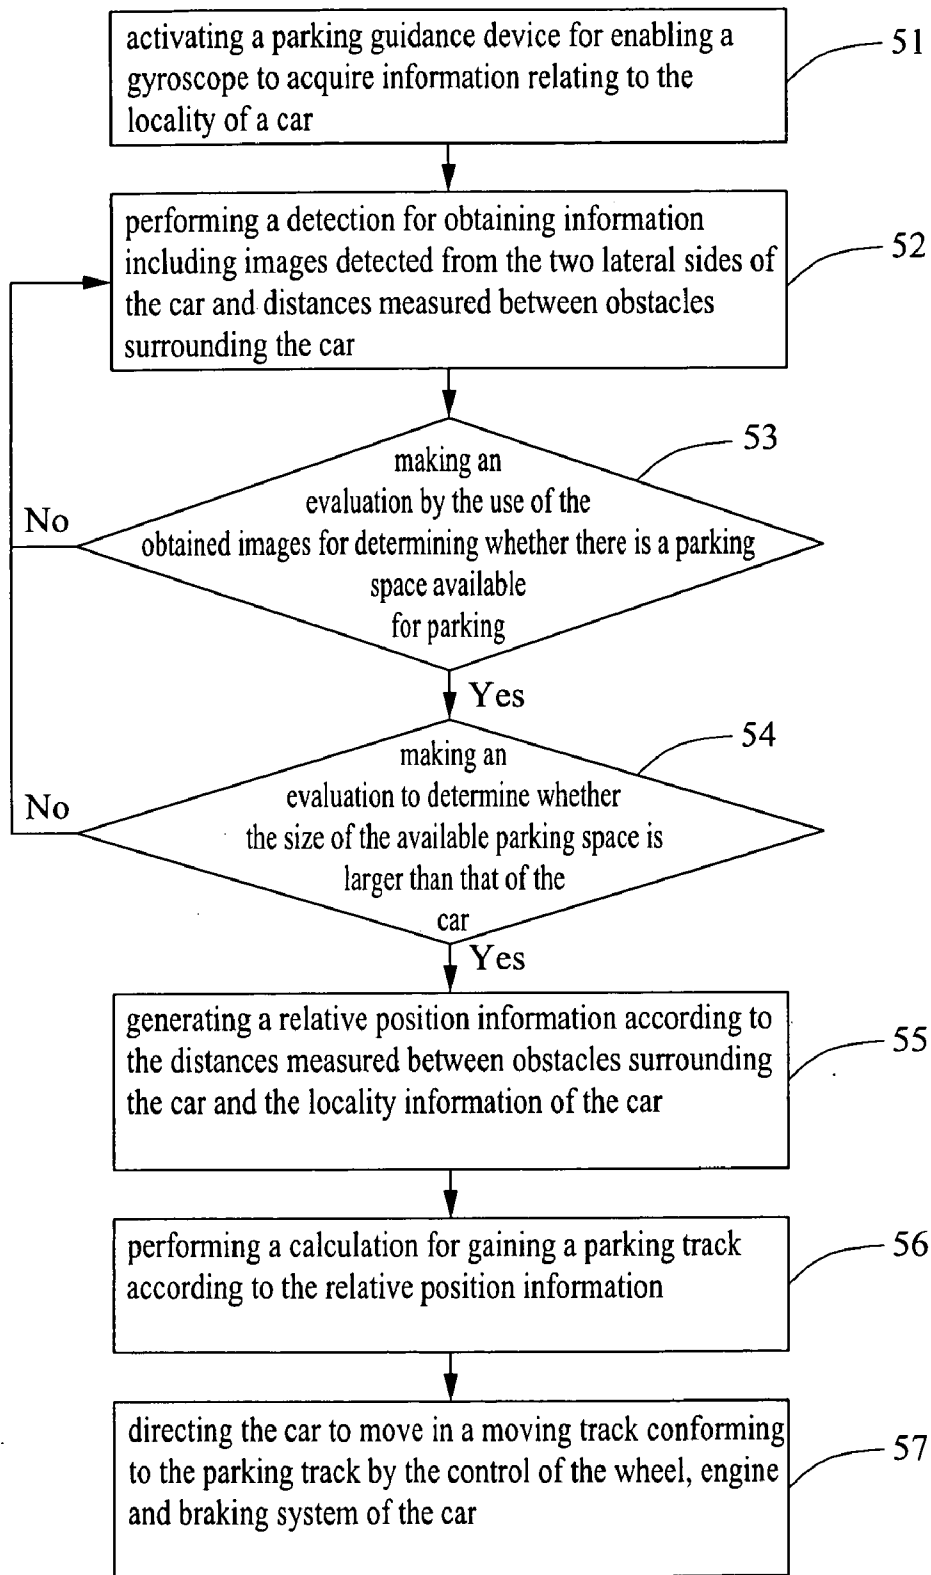 activating a parking guidance device for enabling a
gyroscope to acquire information relating to the
locality of a car
51
performing a detection for obtaining information
including images detected from the two lateral sides of
the car and distances measured between obstacles
surrounding the car
52
making an
evaluation by the use of the
obtained images for determining whether there is a parking
space available
for parking
53
No
Yes
making an
evaluation to determine whether
the size of the available parking space is
larger than that of the
car
54
No
Yes
generating a relative position information according to
the distances measured between obstacles surrounding
the car and the locality information of the car
55
performing a calculation for gaining a parking track
according to the relative position information
56
directing the car to move in a moving track conforming
to the parking track by the control of the wheel, engine
and braking system of the car
57